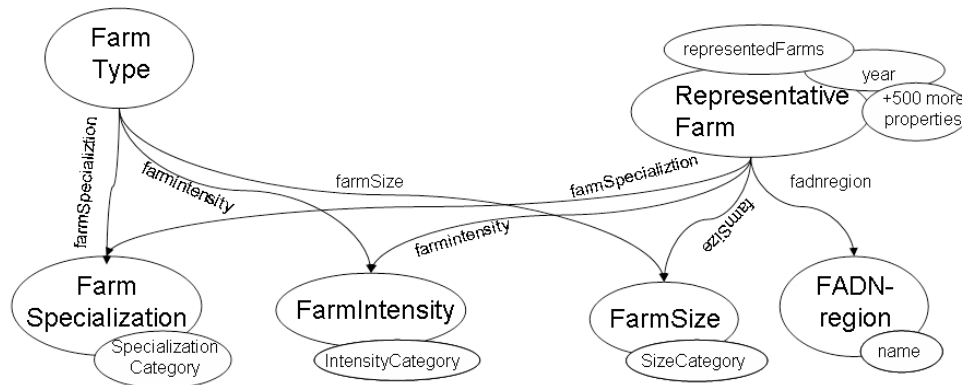 Farm
Type
representedFarms
year
Representative
Farm
+500 more
properties
farmSpecializtion
farmintensity
farmSize
farmSpecializtion
farmintensity
farmSize
fadnregion
Farm
Specialization
Specialization
Category
FarmIntensity
IntensityCategory
FarmSize
SizeCategory
FADN-
region
name